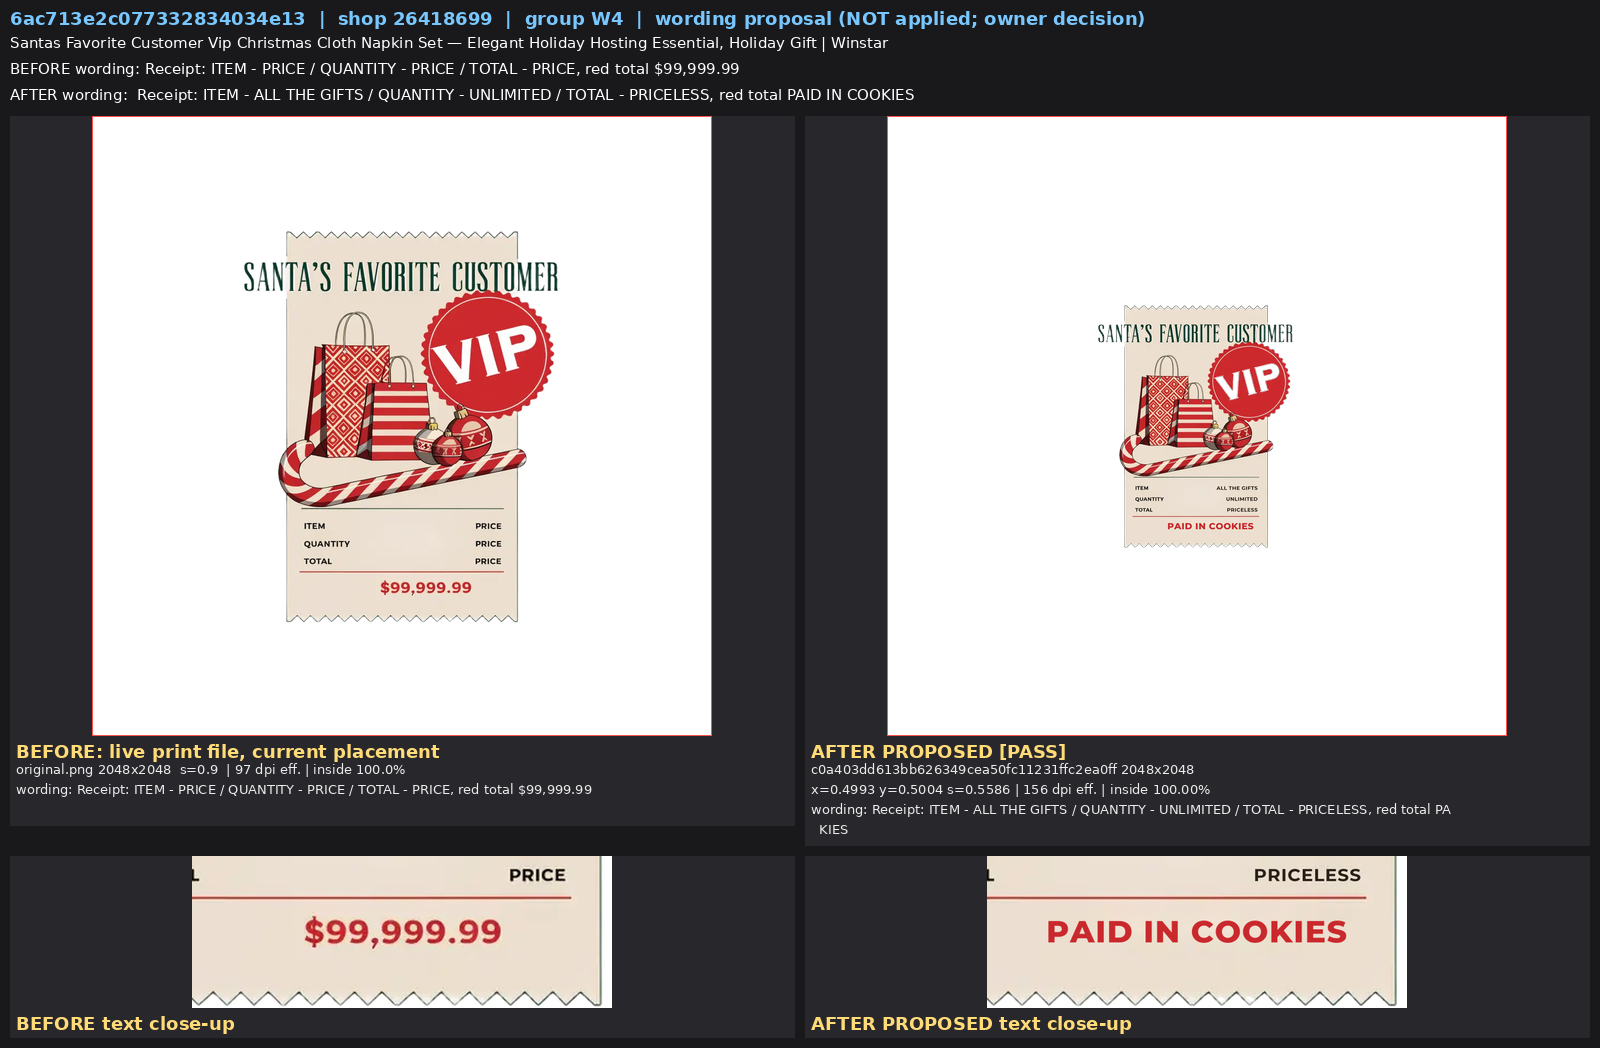 6ac713e2c077332834034e13 | shop 26418699 | group W4 | wording proposal (NOT applied; owner decision)
Santas Favorite Customer Vip Christmas Cloth Napkin Set — Elegant Holiday Hosting Essential, Holiday Gift | Winstar
BEFORE wording: Receipt: ITEM - PRICE / QUANTITY - PRICE / TOTAL - PRICE, red total $99,999.99
AFTER wording: Receipt: ITEM - ALL THE GIFTS / QUANTITY - UNLIMITED / TOTAL - PRICELESS, red total PAID IN COOKIES
SANTA'S FAVORITE CUSTOMER
VIP
ITEM PRICE
QUANTITY PRICE
TOTAL PRICE
$99,999.99
BEFORE: live print file, current placement
original.png 2048x2048 s=0.9 | 97 dpi eff. | inside 100.0%
wording: Receipt: ITEM - PRICE / QUANTITY - PRICE / TOTAL - PRICE, red total $99,999.99
SANTA'S FAVORITE CUSTOMER
VIP
ITEM ALL THE GIFTS
QUANTITY UNLIMITED
TOTAL PRICELESS
PAID IN COOKIES
AFTER PROPOSED [PASS]
c0a403dd613bb626349cea50fc11231ffc2ea0ff 2048x2048
x=0.4993 y=0.5004 s=0.5586 | 156 dpi eff. | inside 100.00%
wording: Receipt: ITEM - ALL THE GIFTS / QUANTITY - UNLIMITED / TOTAL - PRICELESS, red total PA
KIES
L PRICE
$99,999.99
BEFORE text close-up
L PRICELESS
PAID IN COOKIES
AFTER PROPOSED text close-up